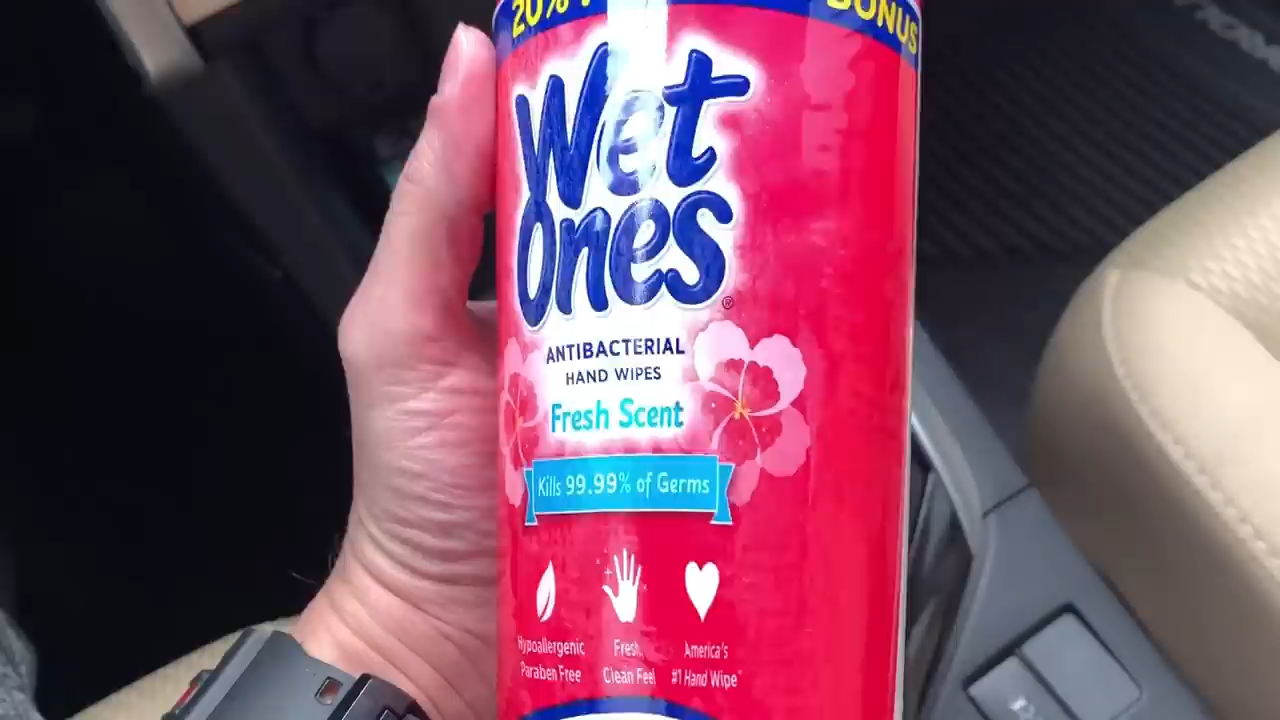 20%
BONUS
Wet
Ones®
ANTIBACTERIAL
HAND WIPES
Fresh Scent
Kills 99.99% of Germs
Hypoallergenic
Paraben Free
Fresh
Clean Feel
America's
#1 Hand Wipe